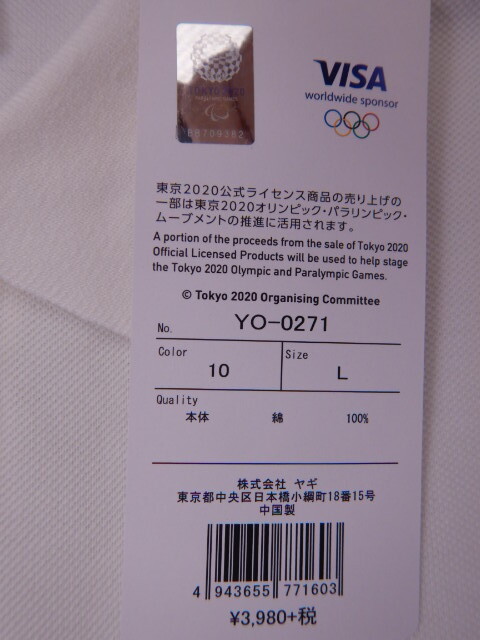 TOKYO 2020
BB709382
VISA
worldwide sponsor
東京2020公式ライセンス商品の売り上げの
一部は東京2020オリンピック・パラリンピック・
ムーブメントの推進に活用されます。
A portion of the proceeds from the sale of Tokyo 2020
Official Licensed Products will be used to help stage
the Tokyo 2020 Olympic and Paralympic Games.
© Tokyo 2020 Organising Committee
No. YO-0271
Color Size
10 L
Quality
本体 綿 100%
株式会社 ヤギ
東京都中央区日本橋小網町18番15号
中国製
4 943655 771603
¥3,980+税